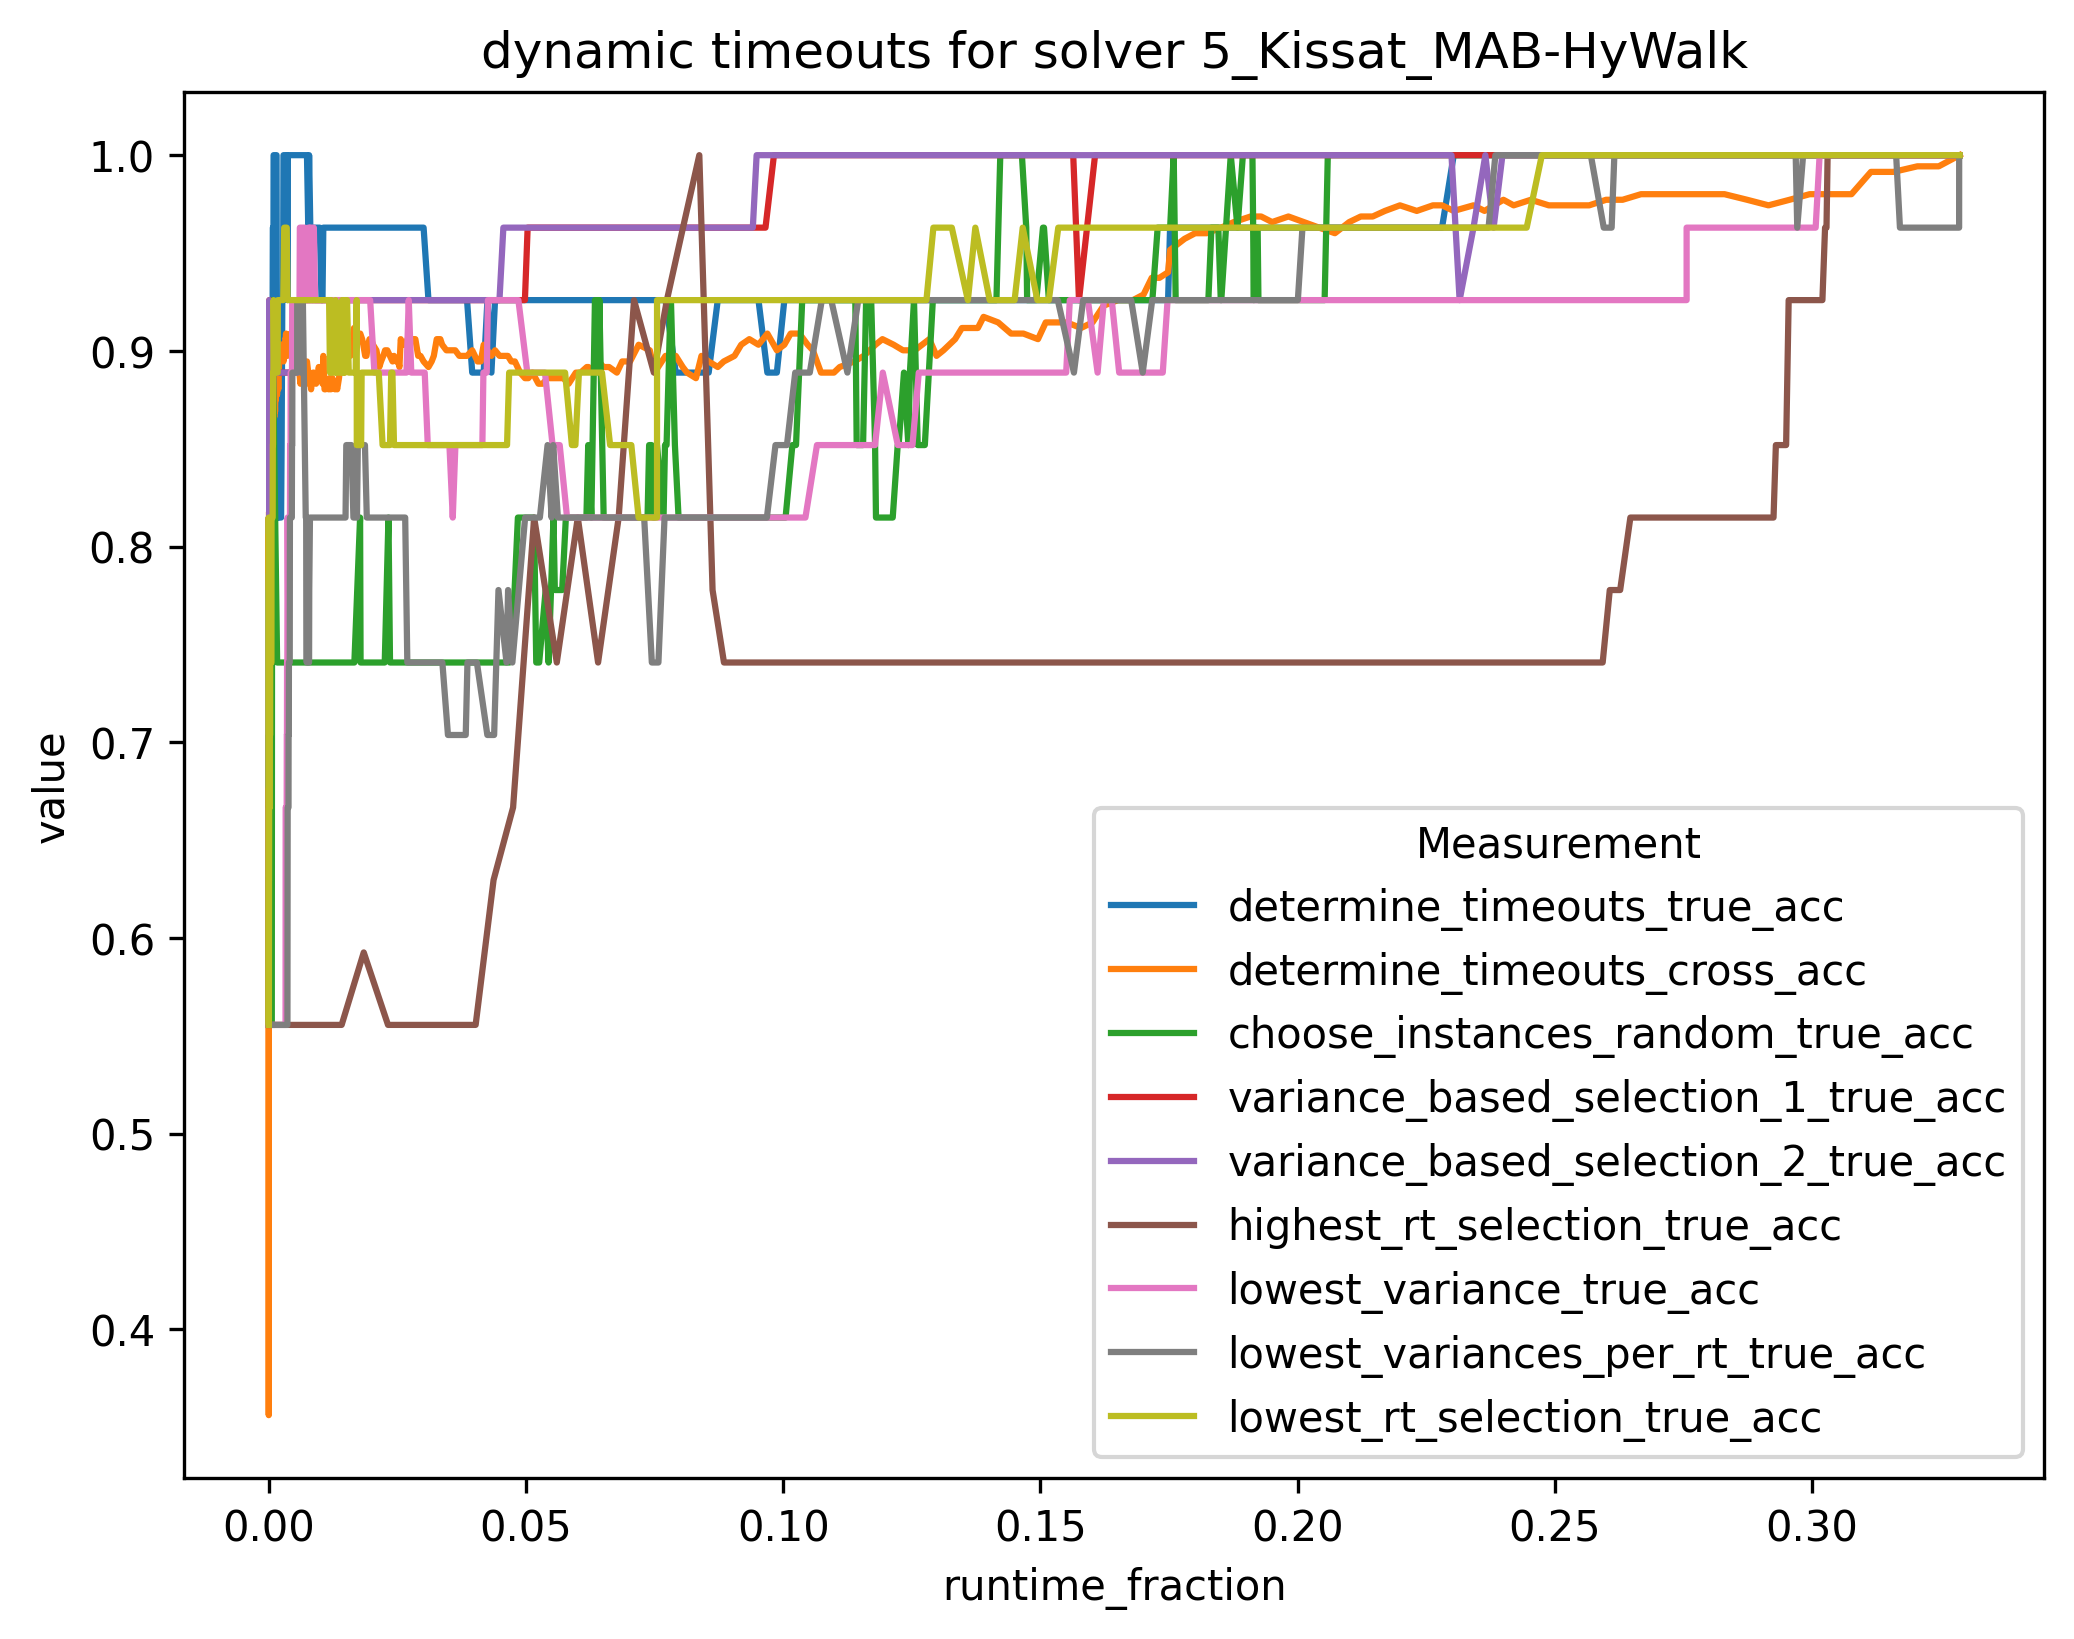 dynamic timeouts for solver 5_Kissat_MAB-HyWalk
1.0
0.9
0.8
0.7
0.6
0.5
0.4
value
Measurement
determine_timeouts_true_acc
determine_timeouts_cross_acc
choose_instances_random_true_acc
variance_based_selection_1_true_acc
variance_based_selection_2_true_acc
highest_rt_selection_true_acc
lowest_variance_true_acc
lowest_variances_per_rt_true_acc
lowest_rt_selection_true_acc
0.00 0.05 0.10 0.15 0.20 0.25 0.30
runtime_fraction